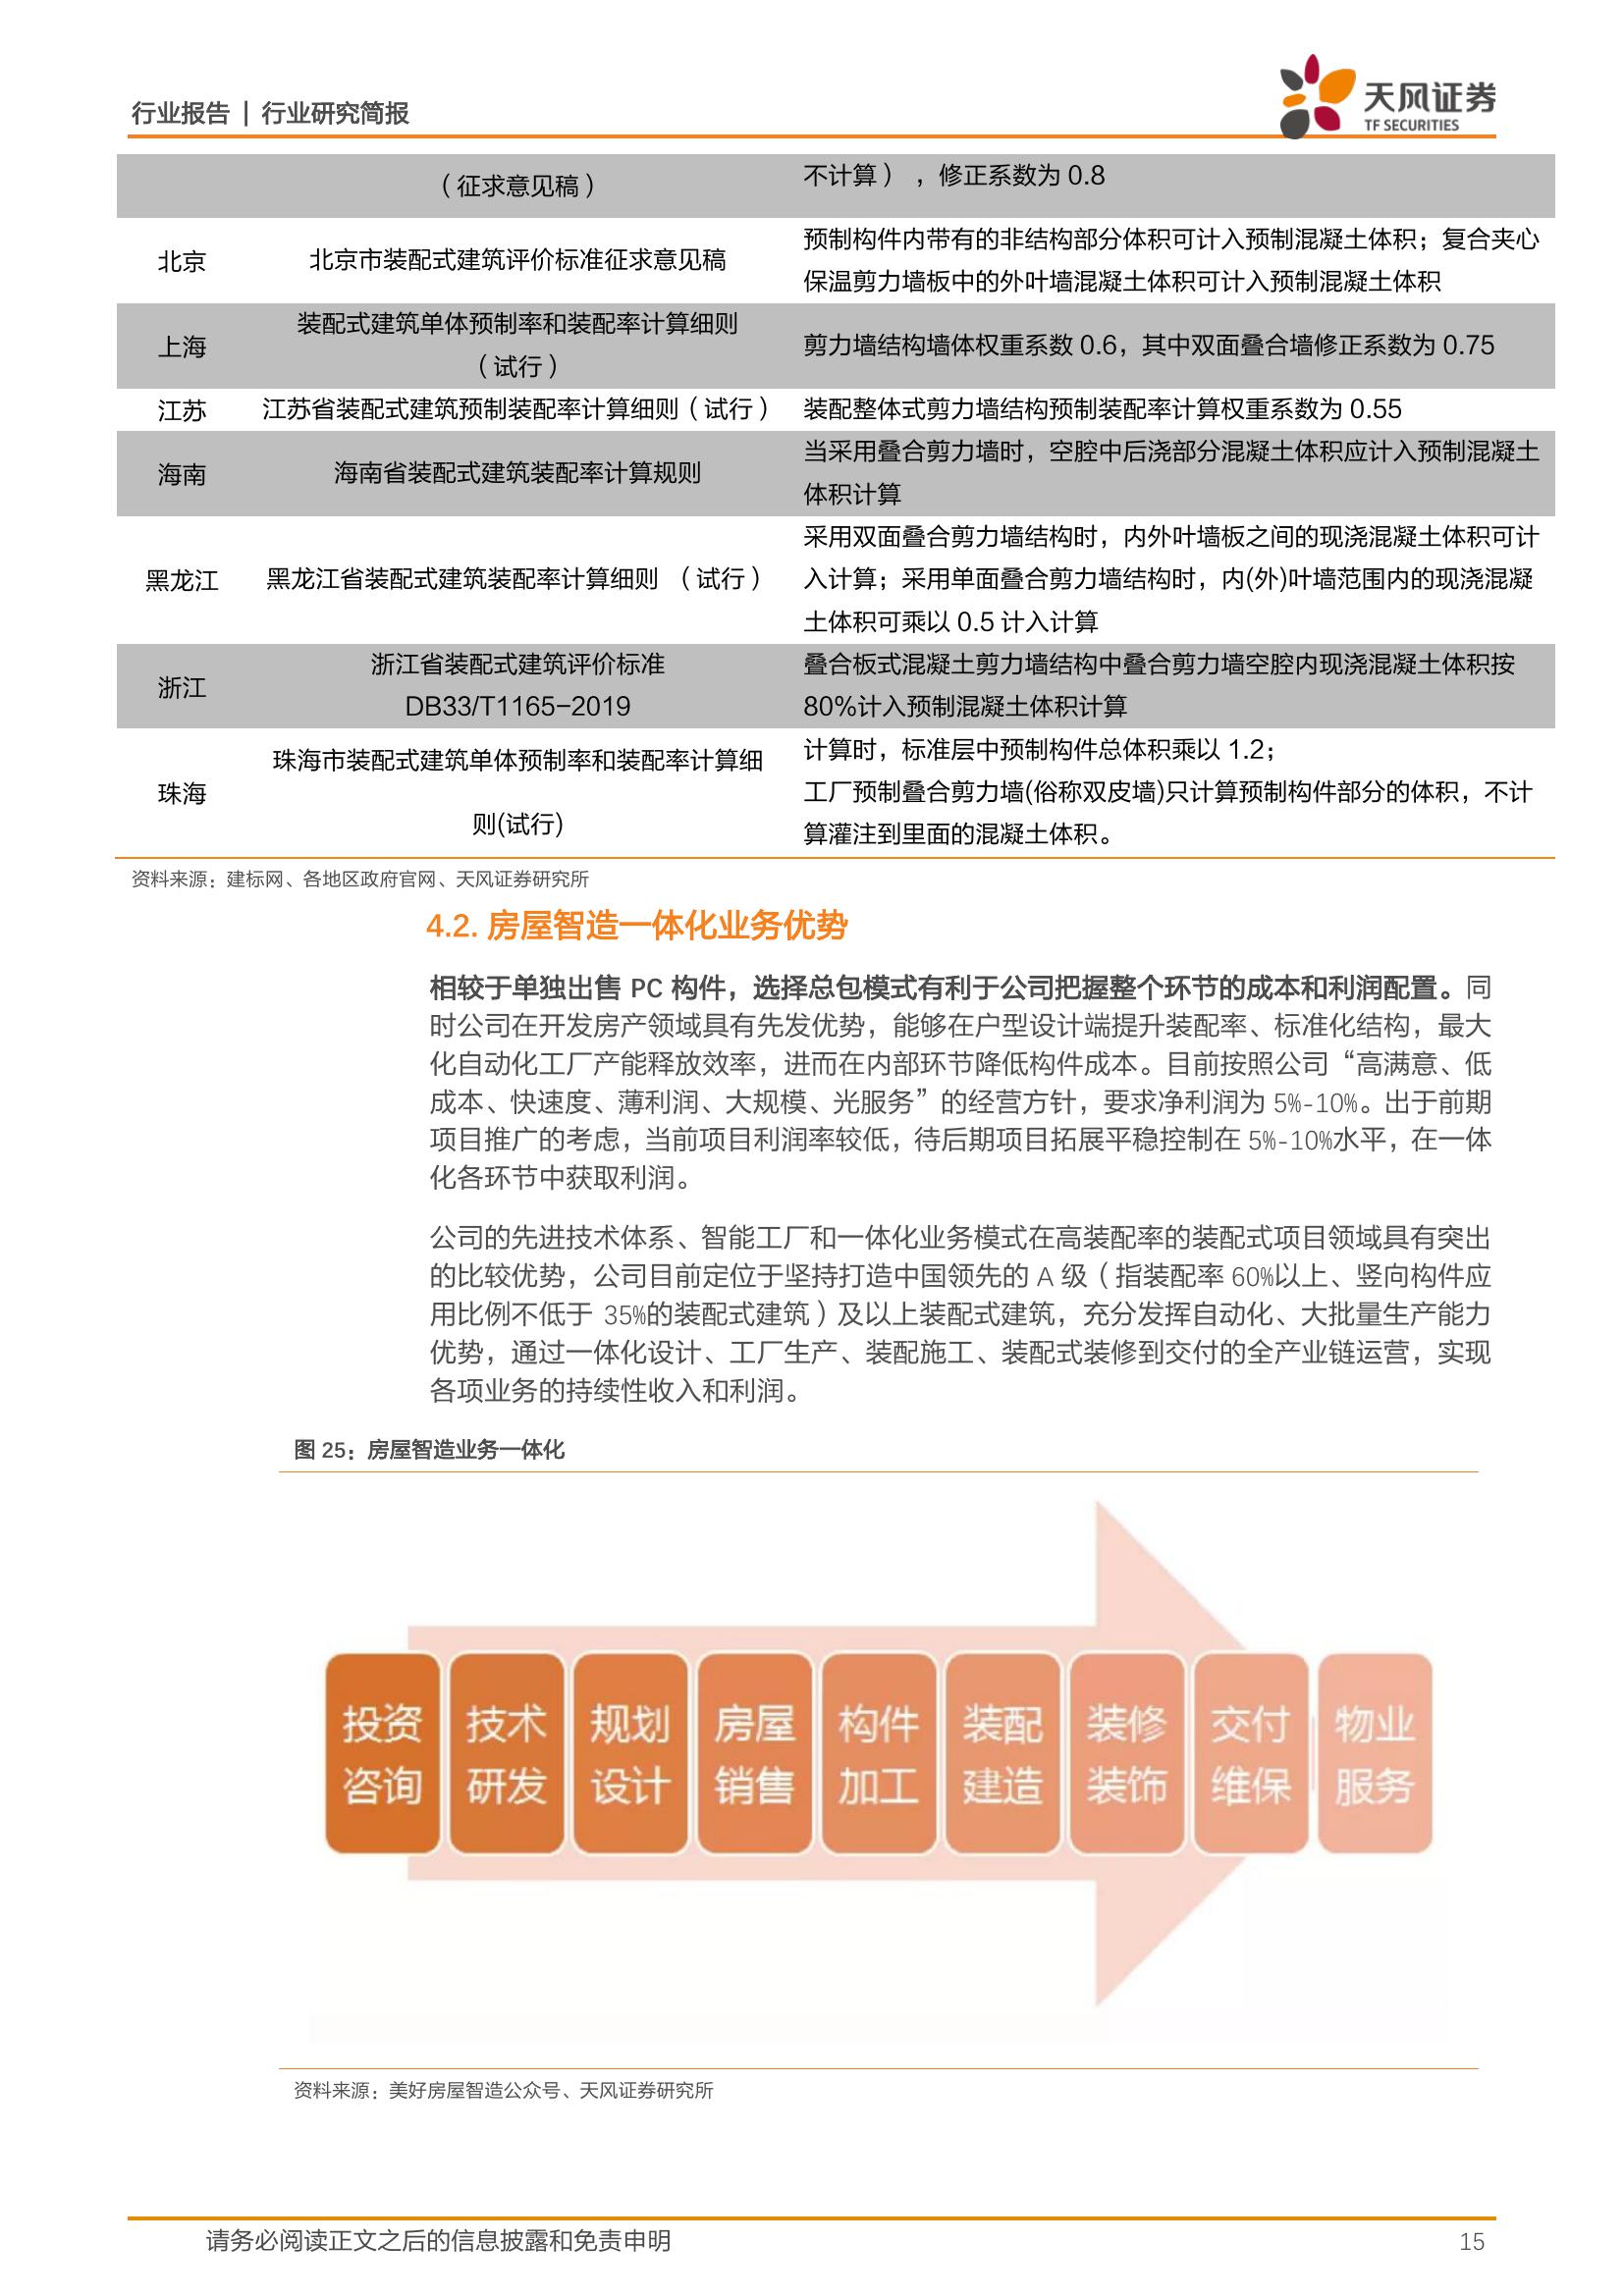 行业报告 | 行业研究简报
天风证券
TF SECURITIES
（征求意见稿）
不计算），修正系数为 0.8
北京
北京市装配式建筑评价标准征求意见稿
预制构件内带有的非结构部分体积可计入预制混凝土体积；复合夹心
保温剪力墙板中的外叶墙混凝土体积可计入预制混凝土体积
上海
装配式建筑单体预制率和装配率计算细则
（试行）
剪力墙结构墙体权重系数 0.6，其中双面叠合墙修正系数为 0.75
江苏
江苏省装配式建筑预制装配率计算细则（试行）
装配整体式剪力墙结构预制装配率计算权重系数为 0.55
海南
海南省装配式建筑装配率计算规则
当采用叠合剪力墙时，空腔中后浇部分混凝土体积应计入预制混凝土
体积计算
黑龙江
黑龙江省装配式建筑装配率计算细则 （试行）
采用双面叠合剪力墙结构时，内外叶墙板之间的现浇混凝土体积可计
入计算；采用单面叠合剪力墙结构时，内(外)叶墙范围内的现浇混凝
土体积可乘以 0.5 计入计算
浙江
浙江省装配式建筑评价标准
DB33/T1165-2019
叠合板式混凝土剪力墙结构中叠合剪力墙空腔内现浇混凝土体积按
80%计入预制混凝土体积计算
珠海
珠海市装配式建筑单体预制率和装配率计算细
则(试行)
计算时，标准层中预制构件总体积乘以 1.2；
工厂预制叠合剪力墙(俗称双皮墙)只计算预制构件部分的体积，不计
算灌注到里面的混凝土体积。
资料来源：建标网、各地区政府官网、天风证券研究所
4.2. 房屋智造一体化业务优势
相较于单独出售 PC 构件，选择总包模式有利于公司把握整个环节的成本和利润配置。同
时公司在开发房产领域具有先发优势，能够在户型设计端提升装配率、标准化结构，最大
化自动化工厂产能释放效率，进而在内部环节降低构件成本。目前按照公司“高满意、低
成本、快速度、薄利润、大规模、光服务”的经营方针，要求净利润为 5%-10%。出于前期
项目推广的考虑，当前项目利润率较低，待后期项目拓展平稳控制在 5%-10%水平，在一体
化各环节中获取利润。
公司的先进技术体系、智能工厂和一体化业务模式在高装配率的装配式项目领域具有突出
的比较优势，公司目前定位于坚持打造中国领先的 A 级（指装配率 60%以上、竖向构件应
用比例不低于 35%的装配式建筑）及以上装配式建筑，充分发挥自动化、大批量生产能力
优势，通过一体化设计、工厂生产、装配施工、装配式装修到交付的全产业链运营，实现
各项业务的持续性收入和利润。
图 25：房屋智造业务一体化
投资
咨询
技术
研发
规划
设计
房屋
销售
构件
加工
装配
建造
装修
装饰
交付
维保
物业
服务
资料来源：美好房屋智造公众号、天风证券研究所
请务必阅读正文之后的信息披露和免责申明
15